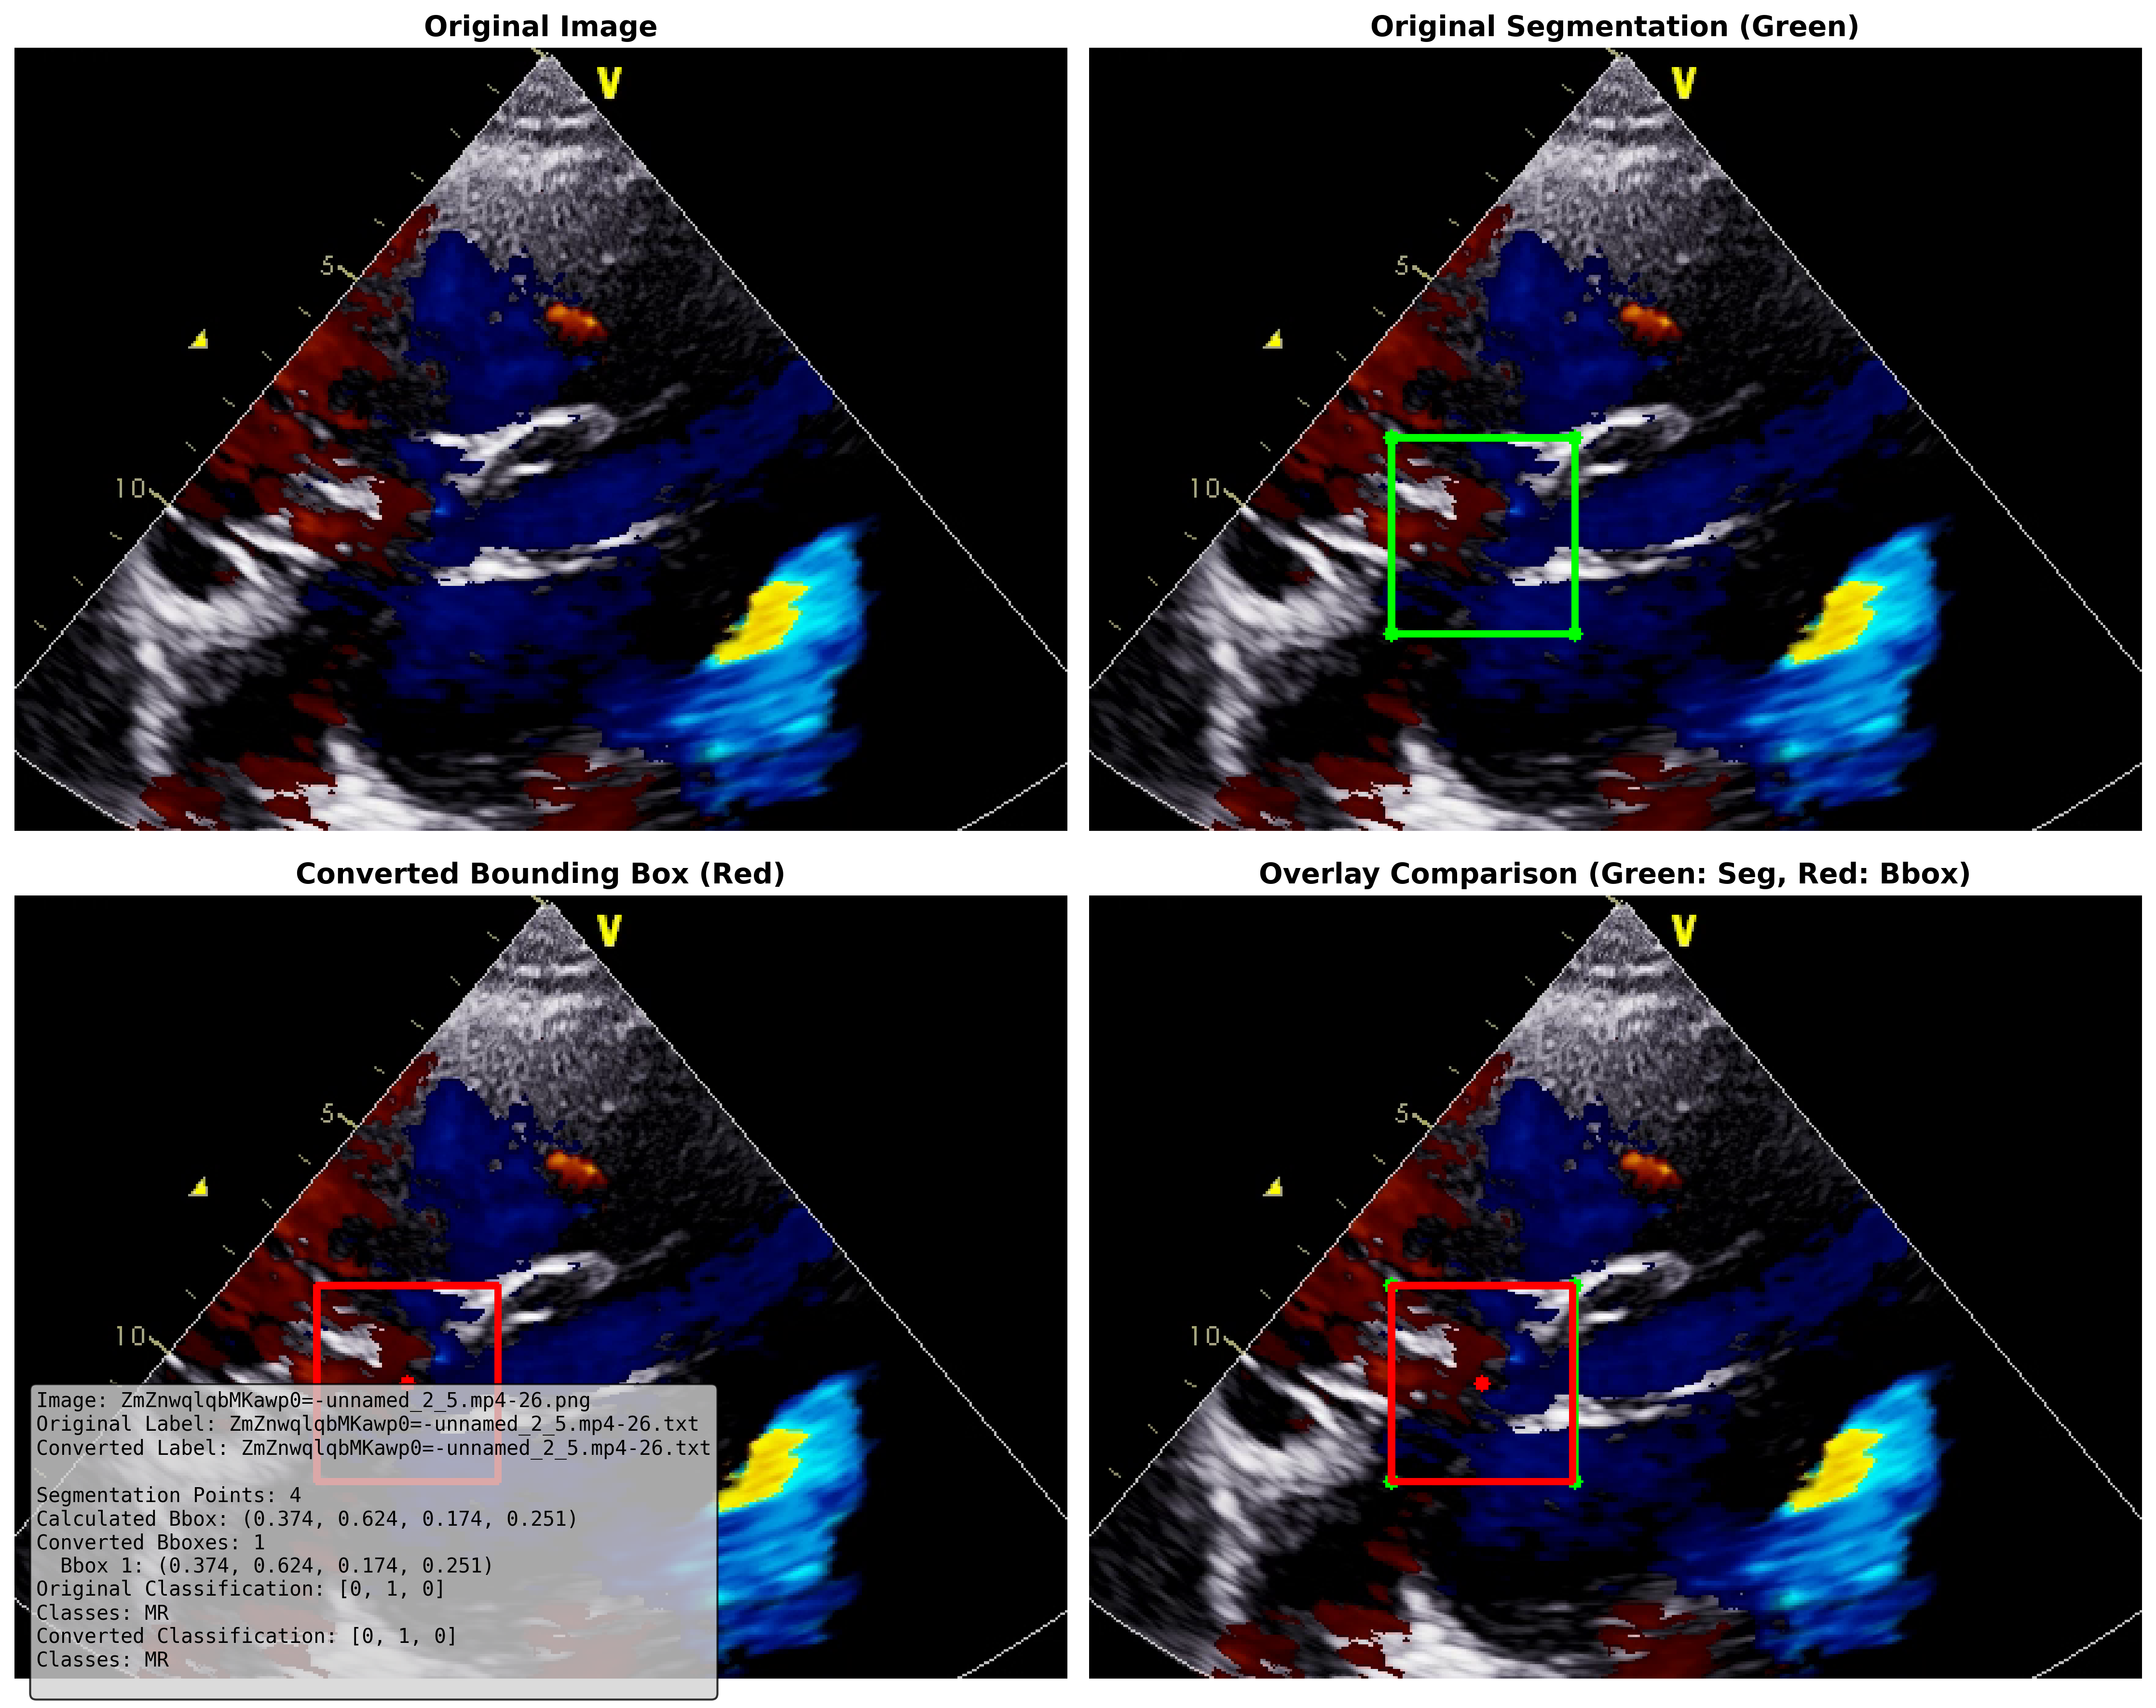 Original Image
V
5
10
Original Segmentation (Green)
V
5
10
Converted Bounding Box (Red)
V
5
10
Image: ZmZnwqlqbMKawp0=-unnamed_2_5.mp4-26.png
Original Label: ZmZnwqlqbMKawp0=-unnamed_2_5.mp4-26.txt
Converted Label: ZmZnwqlqbMKawp0=-unnamed_2_5.mp4-26.txt
Segmentation Points: 4
Calculated Bbox: (0.374, 0.624, 0.174, 0.251)
Converted Bboxes: 1
Bbox 1: (0.374, 0.624, 0.174, 0.251)
Original Classification: [0, 1, 0]
Classes: MR
Converted Classification: [0, 1, 0]
Classes: MR
Overlay Comparison (Green: Seg, Red: Bbox)
V
5
10